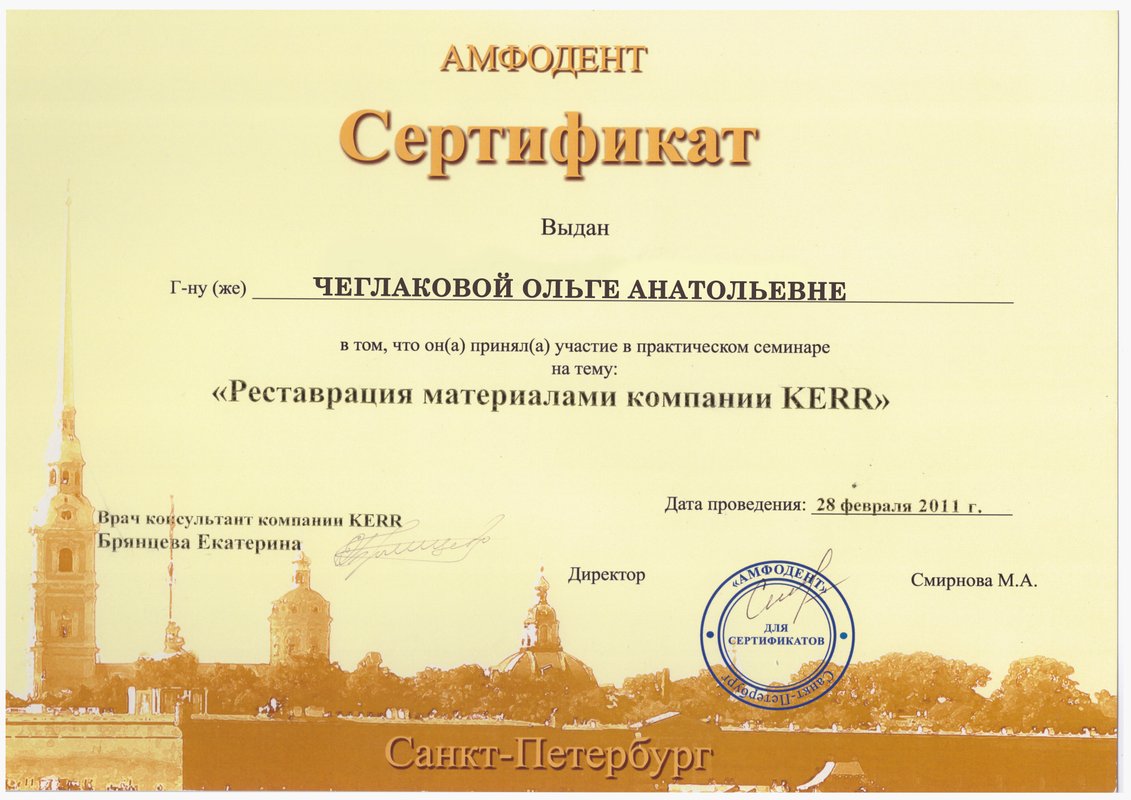 АМФОДЕНТ
Сертификат
Выдан
Г-ну (же) ЧЕГЛАКОВОЙ ОЛЬГЕ АНАТОЛЬЕВНЕ
в том, что он(а) принял(а) участие в практическом семинаре
на тему:
«Реставрация материалами компании KERR»
Дата проведения: 28 февраля 2011 г.
Врач консультант компании KERR
Брянцева Екатерина
Директор
Смирнова М.А.
«АМФОДЕНТ»
ДЛЯ
СЕРТИФИКАТОВ
Санкт-Петербург
Санкт-Петербург